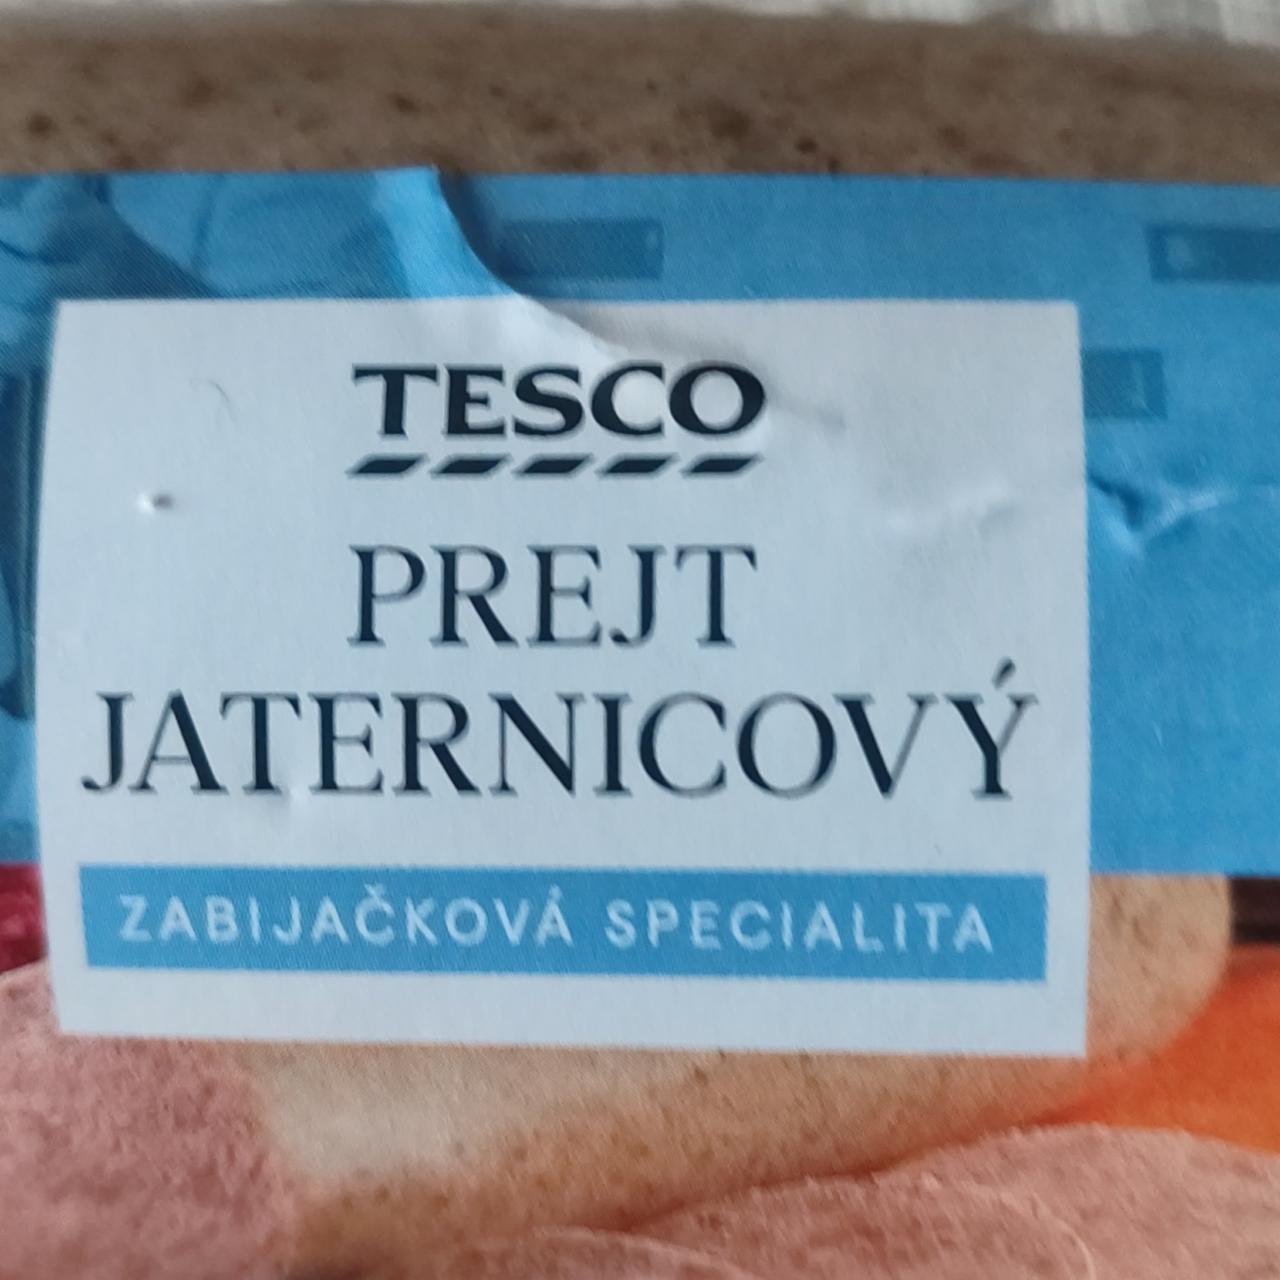 TESCO
PREJT
JATERNICOVÝ
ZABIJAČKOVÁ SPECIALITA